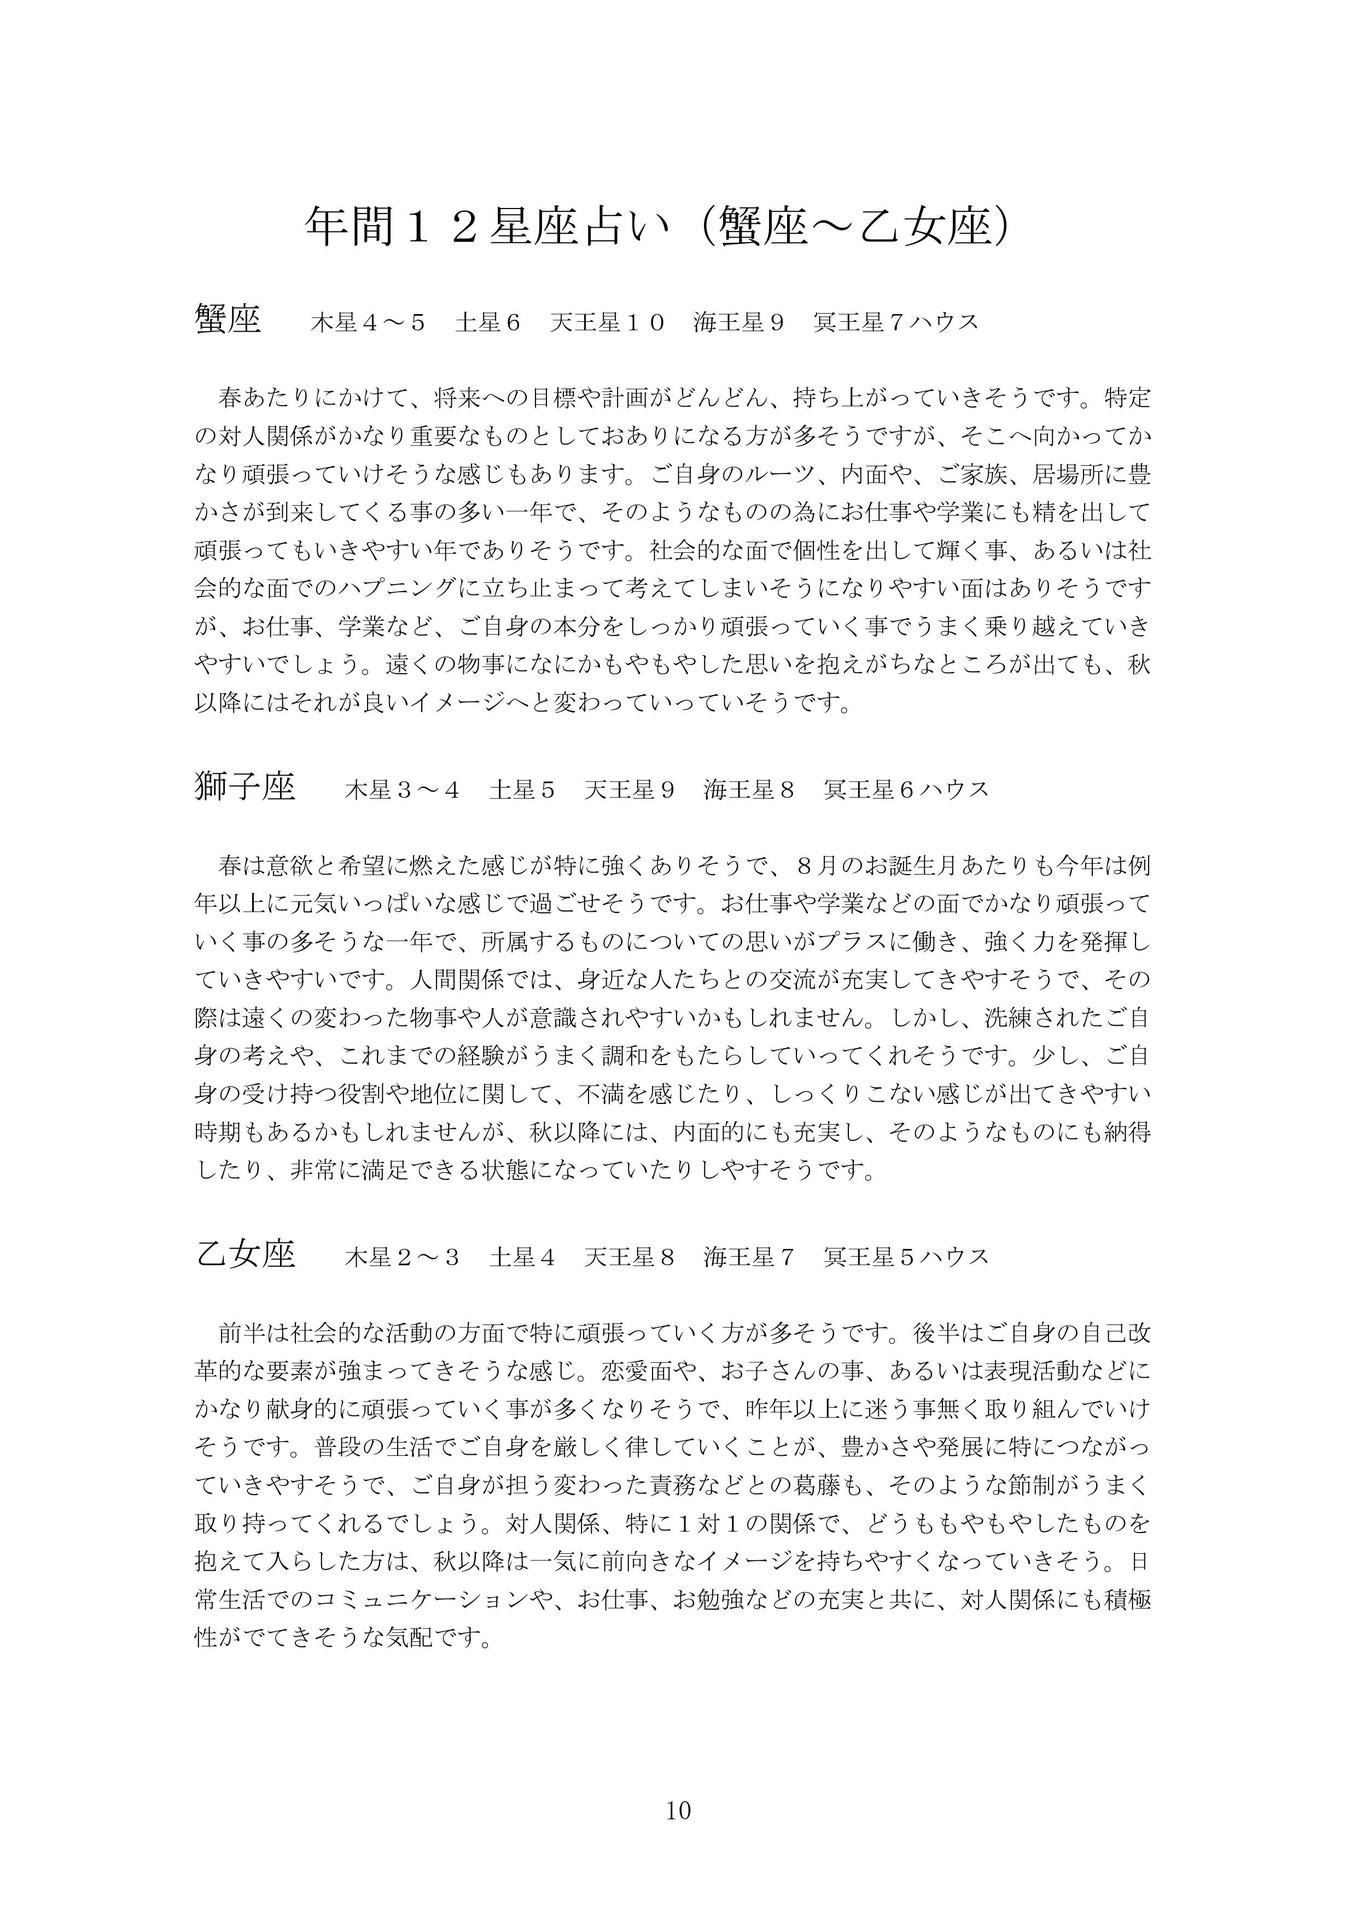 年間１２星座占い（蟹座～乙女座）
蟹座　木星４～５　土星６　天王星１０　海王星９　冥王星７ハウス
　春あたりにかけて、将来への目標や計画がどんどん、持ち上がっていきそうです。特定
の対人関係がかなり重要なものとしておありになる方が多そうですが、そこへ向かってか
なり頑張っていけそうな感じもあります。ご自身のルーツ、内面や、ご家族、居場所に豊
かさが到来してくる事の多い一年で、そのようなものの為にお仕事や学業にも精を出して
頑張ってもいきやすい年でありそうです。社会的な面で個性を出して輝く事、あるいは社
会的な面でのハプニングに立ち止まって考えてしまいそうになりやすい面はありそうです
が、お仕事、学業など、ご自身の本分をしっかり頑張っていく事でうまく乗り越えていき
やすいでしょう。遠くの物事になにかもやもやした思いを抱えがちなところが出ても、秋
以降にはそれが良いイメージへと変わっていっていそうです。
獅子座　木星３～４　土星５　天王星９　海王星８　冥王星６ハウス
　春は意欲と希望に燃えた感じが特に強くありそうで、８月のお誕生月あたりも今年は例
年以上に元気いっぱいな感じで過ごせそうです。お仕事や学業などの面でかなり頑張って
いく事の多そうな一年で、所属するものについての思いがプラスに働き、強く力を発揮し
ていきやすいです。人間関係では、身近な人たちとの交流が充実してきやすそうで、その
際は遠くの変わった物事や人が意識されやすいかもしれません。しかし、洗練されたご自
身の考えや、これまでの経験がうまく調和をもたらしていってくれそうです。少し、ご自
身の受け持つ役割や地位に関して、不満を感じたり、しっくりこない感じが出てきやすい
時期もあるかもしれませんが、秋以降には、内面的にも充実し、そのようなものにも納得
したり、非常に満足できる状態になっていたりしやすそうです。
乙女座　木星２～３　土星４　天王星８　海王星７　冥王星５ハウス
　前半は社会的な活動の方面で特に頑張っていく方が多そうです。後半はご自身の自己改
革的な要素が強まってきそうな感じ。恋愛面や、お子さんの事、あるいは表現活動などに
かなり献身的に頑張っていく事が多くなりそうで、昨年以上に迷う事無く取り組んでいけ
そうです。普段の生活でご自身を厳しく律していくことが、豊かさや発展に特につながっ
ていきやすそうで、ご自身が担う変わった責務などとの葛藤も、そのような節制がうまく
取り持ってくれるでしょう。対人関係、特に１対１の関係で、どうももやもやしたものを
抱えて入らした方は、秋以降は一気に前向きなイメージを持ちやすくなっていきそう。日
常生活でのコミュニケーションや、お仕事、お勉強などの充実と共に、対人関係にも積極
性がでてきそうな気配です。
10